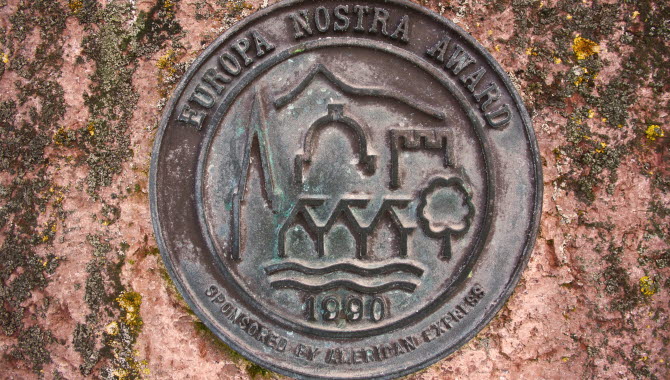 EUROPA NOSTRA AWARD
1990
SPONSORED BY AMERICAN EXPRESS